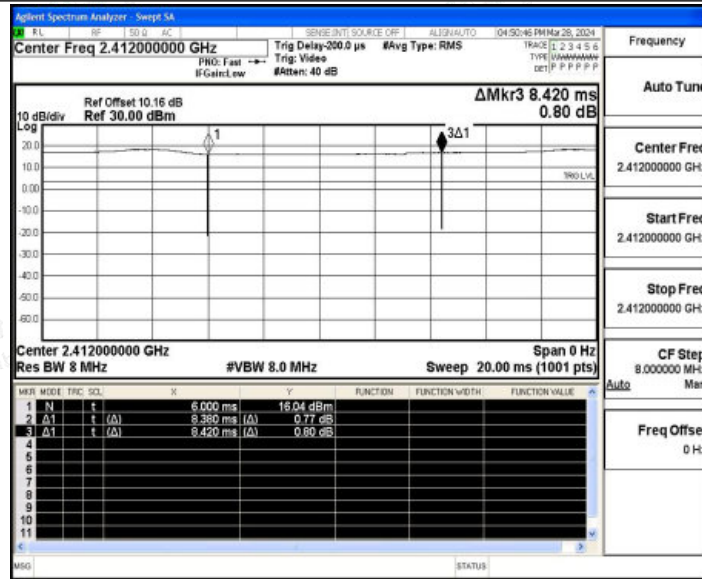 Agilent Spectrum Analyzer - Swept SA
RL RF 50 Ω AC SENSE:INT SOURCE OFF ALIGNAUTO 04:50:46 PM Mar 28, 2024
Center Freq 2.412000000 GHz
PNO: Fast
IFGain:Low
Trig Delay-200.0 µs #Avg Type: RMS
Trig: Video
#Atten: 40 dB
TRACE 1 2 3 4 5 6
TYPE
DET P P P P P P
Frequency
Auto Tune
Ref Offset 10.16 dB
10 dB/div Ref 30.00 dBm
ΔMkr3 8.420 ms
0.80 dB
Log
1
3Δ1
20.0
10.0
0.00
-10.0
-20.0
-30.0
-40.0
-50.0
-60.0
TRIG LVL
Center Freq
2.412000000 GHz
Start Freq
2.412000000 GHz
Stop Freq
2.412000000 GHz
Center 2.412000000 GHz Span 0 Hz
Res BW 8 MHz #VBW 8.0 MHz Sweep 20.00 ms (1001 pts)
CF Step
8.000000 MHz
Auto Man
MKR MODE TRC SCL X Y FUNCTION FUNCTION WIDTH FUNCTION VALUE
1 N t 6.000 ms 16.04 dBm
2 Δ1 t (Δ) 8.380 ms (Δ) 0.77 dB
3 Δ1 t (Δ) 8.420 ms (Δ) 0.80 dB
4
5
6
7
8
9
10
11
Freq Offset
0 Hz
MSG STATUS